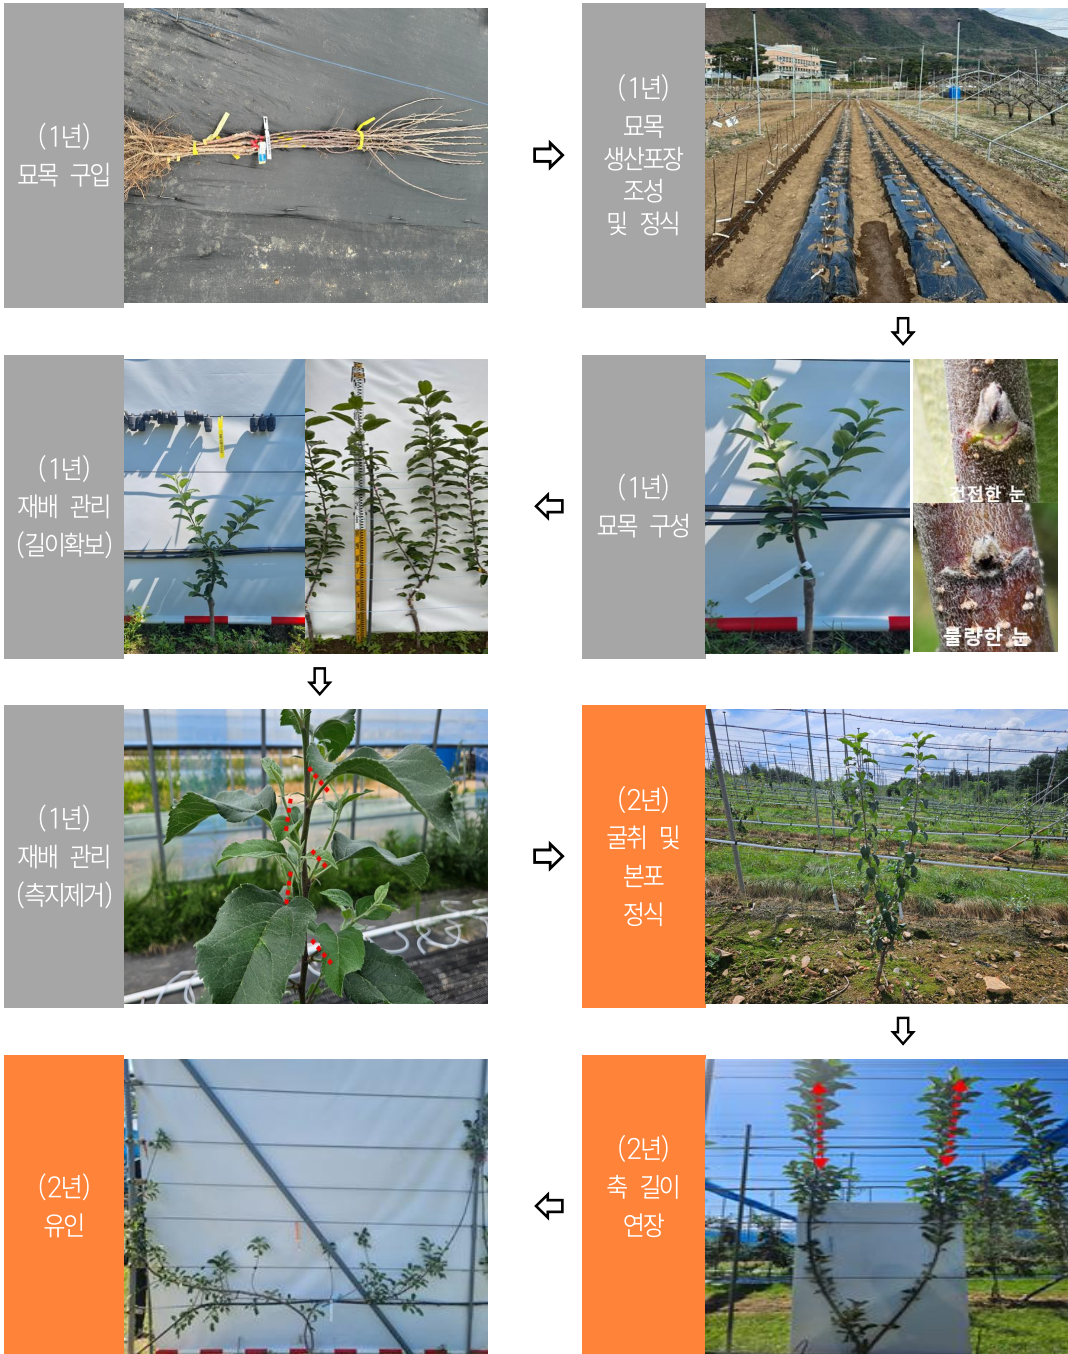 (1년)
묘목 구입
(1년)
묘목
생산포장
조성
및 정식
(1년)
묘목 구성
건전한 눈
불량한 눈
(1년)
재배 관리
(길이확보)
(1년)
재배 관리
(측지제거)
(2년)
굴취 및
본포
정식
(2년)
축 길이
연장
(2년)
유인